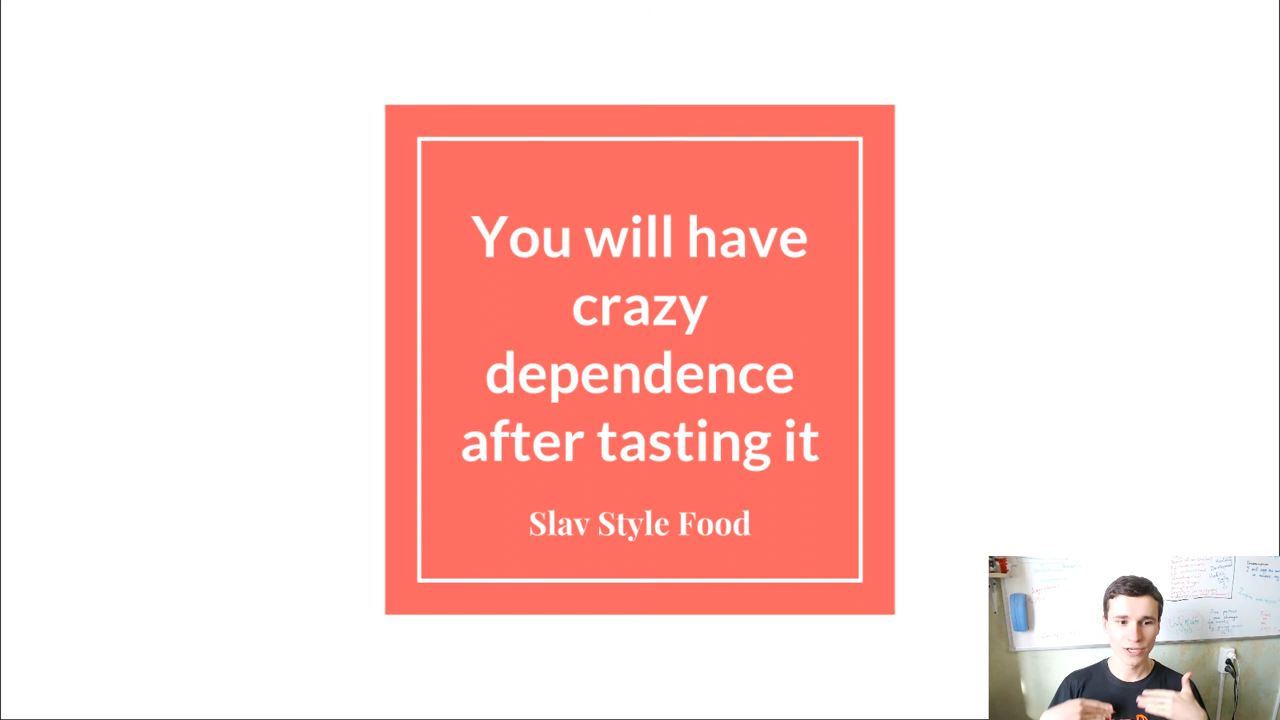 You will have
crazy
dependence
after tasting it
Slav Style Food